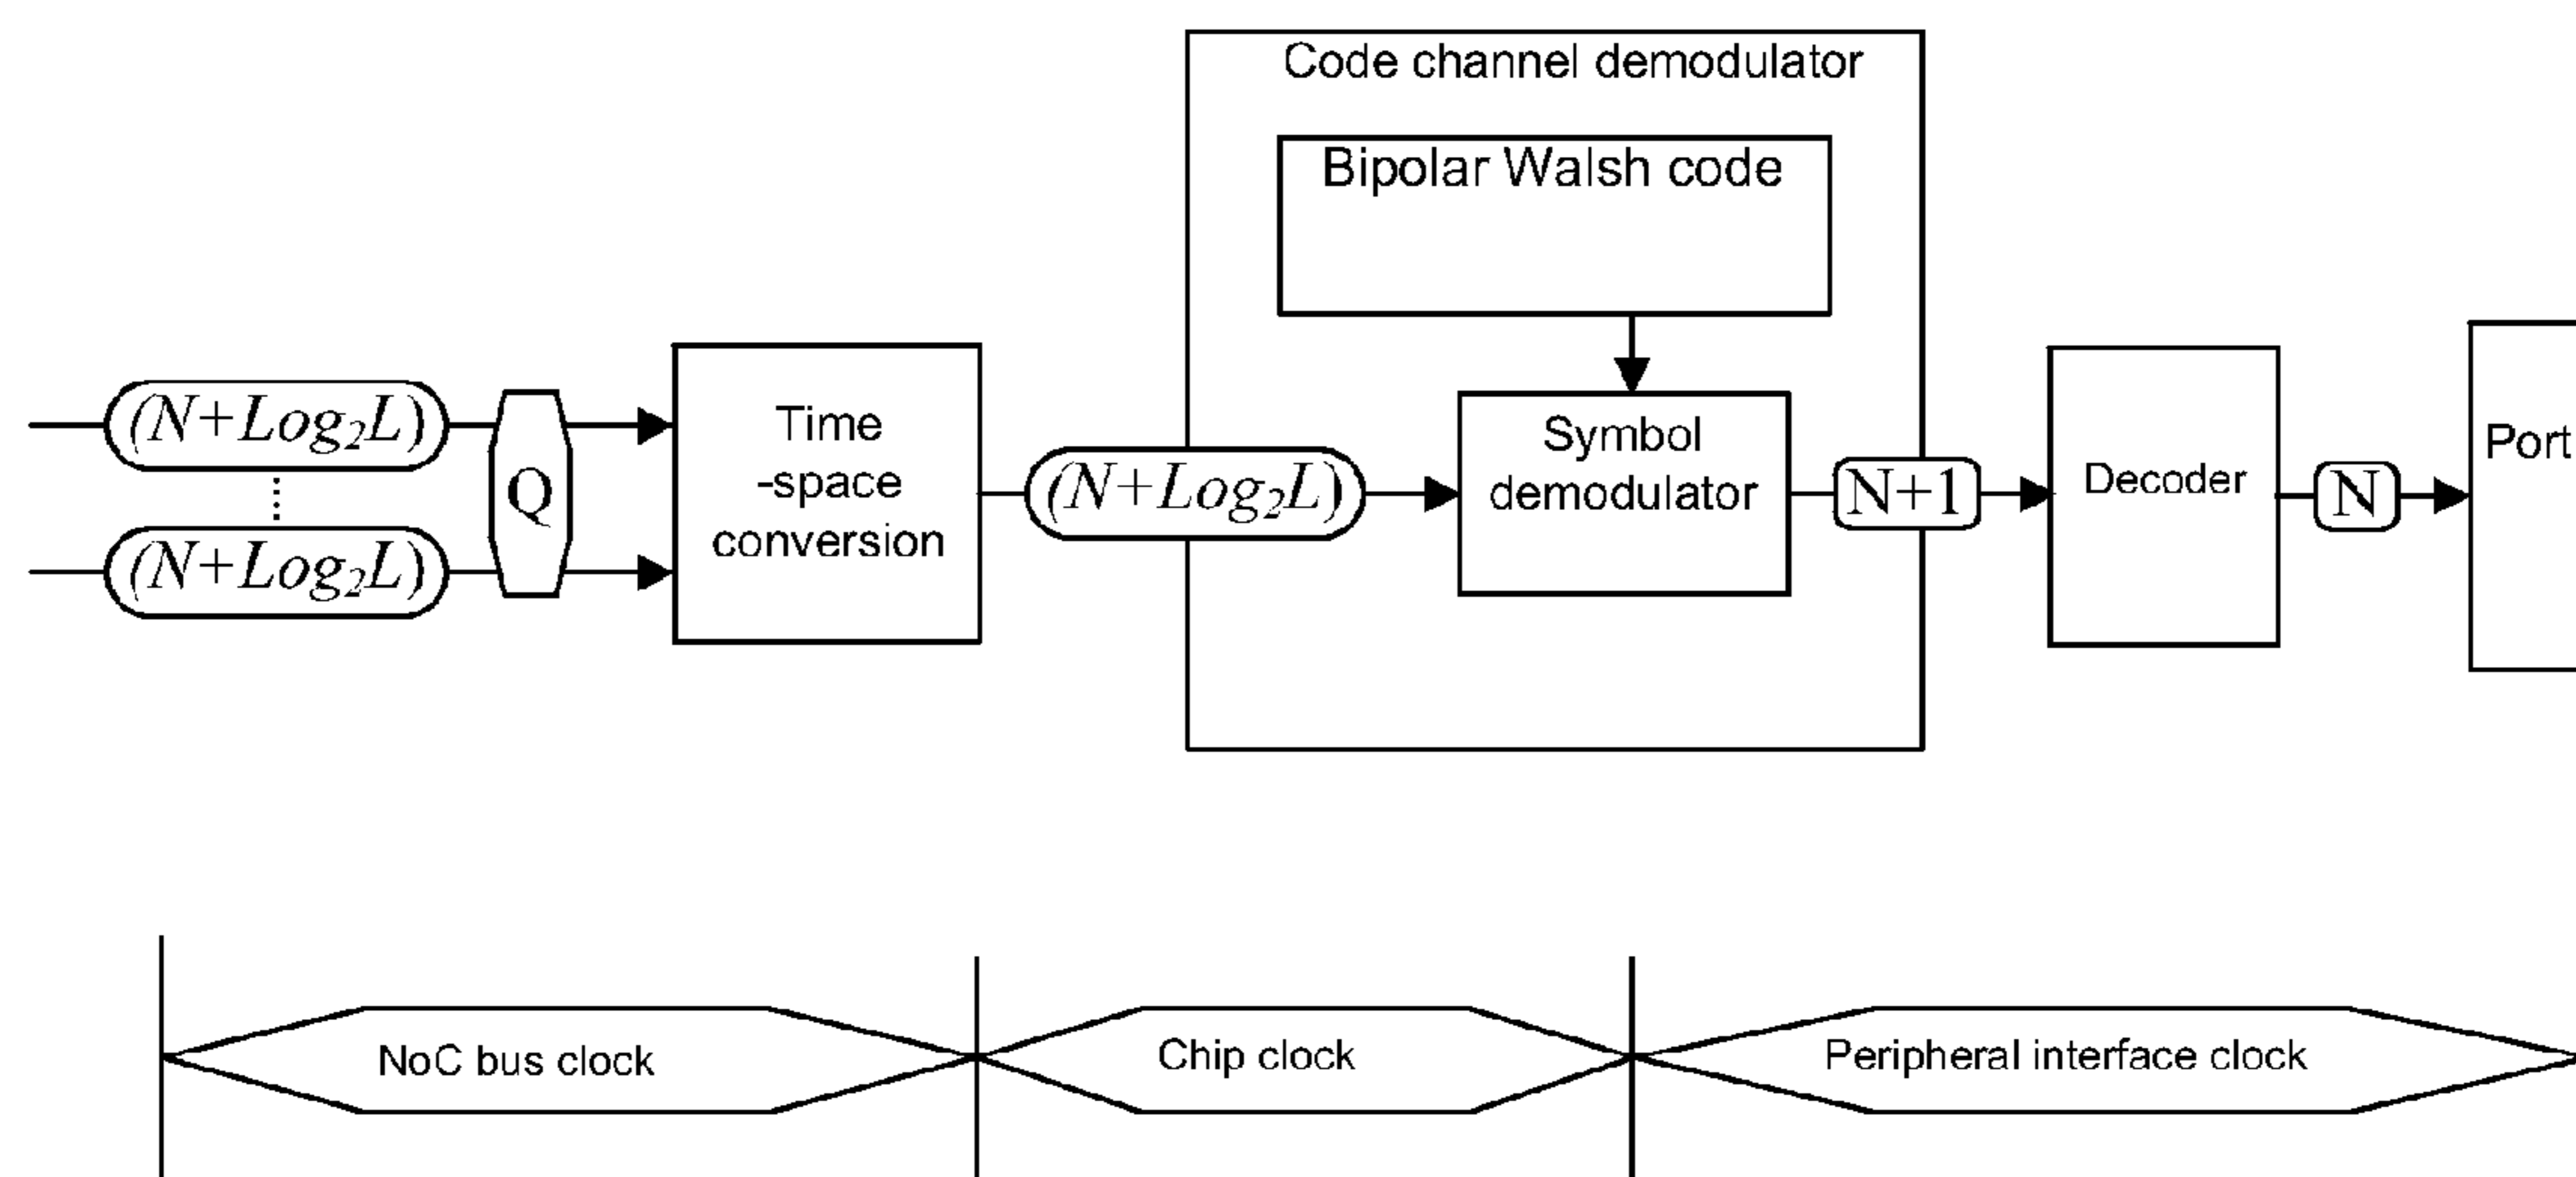 Code channel demodulator
Bipolar Walsh code
(N+Log₂L)
(N+Log₂L)
Q
Time
-space
conversion
(N+Log₂L)
Symbol
demodulator
N+1
Decoder
N
Port
NoC bus clock
Chip clock
Peripheral interface clock